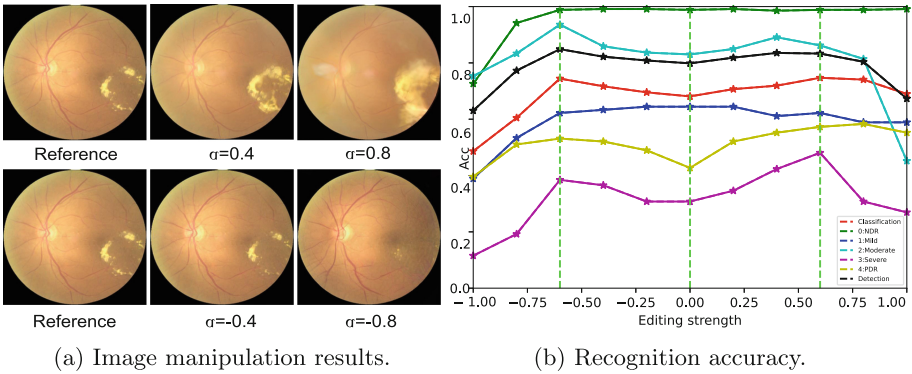 Reference
α=0.4
α=0.8
Reference
α=-0.4
α=-0.8
(a) Image manipulation results.
1.0
0.8
0.6
0.4
0.2
0.0
Acc
−1.00
−0.75
−0.50
−0.25
0.00
0.25
0.50
0.75
1.00
Editing strength
Classification
0:NDR
1:Mild
2:Moderate
3:Severe
4:PDR
Detection
(b) Recognition accuracy.